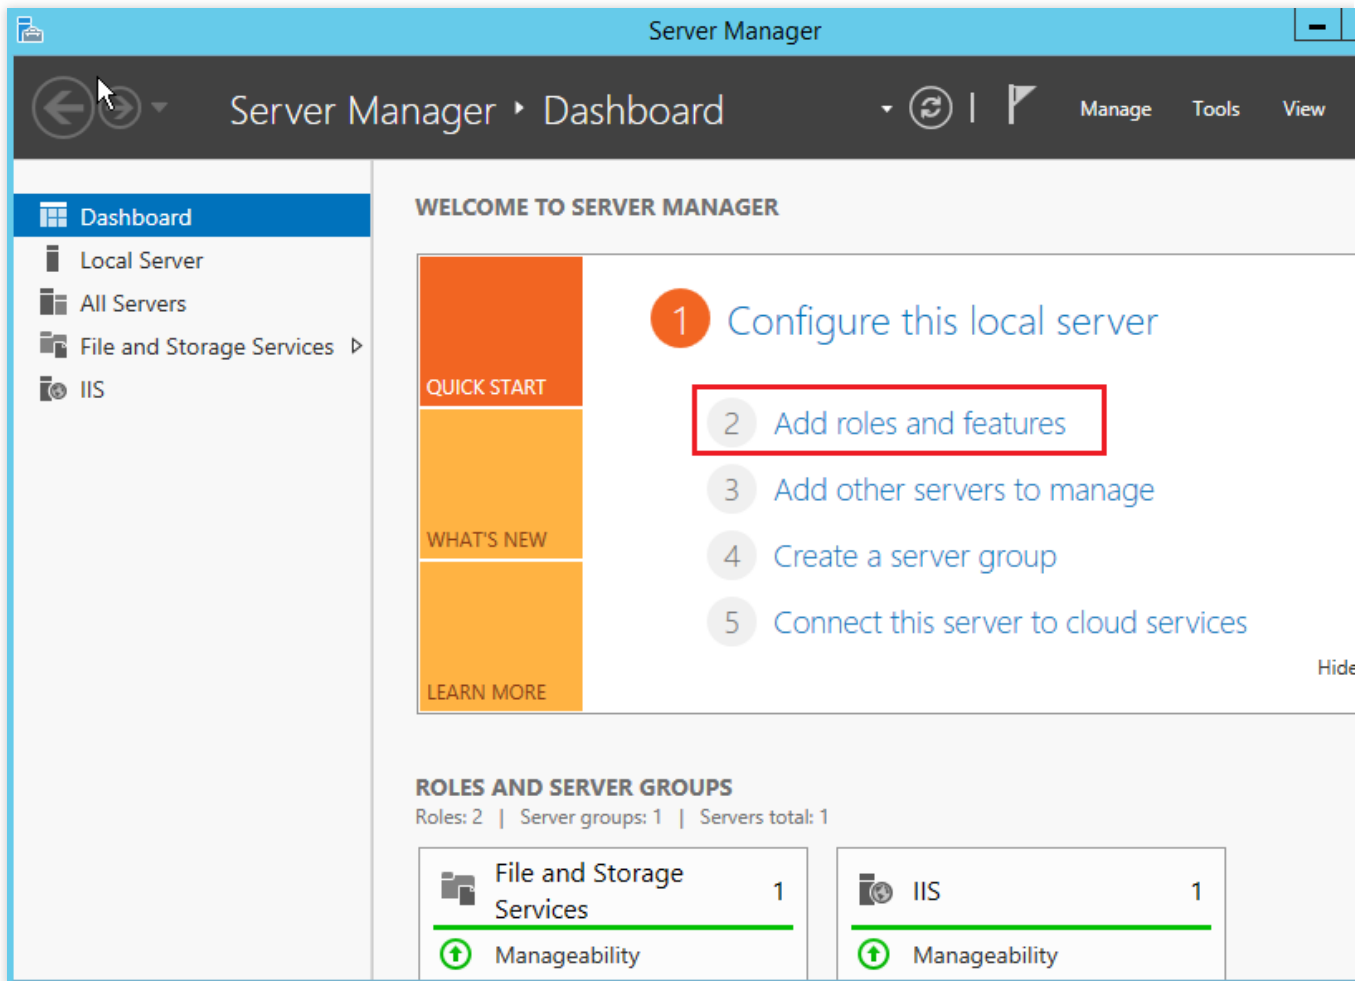 Server Manager
Server Manager ‣ Dashboard
Manage Tools View
Dashboard
Local Server
All Servers
File and Storage Services
IIS
WELCOME TO SERVER MANAGER
QUICK START
WHAT'S NEW
LEARN MORE
1 Configure this local server
2 Add roles and features
3 Add other servers to manage
4 Create a server group
5 Connect this server to cloud services
Hide
ROLES AND SERVER GROUPS
Roles: 2 | Server groups: 1 | Servers total: 1
File and Storage
Services 1
Manageability
IIS 1
Manageability